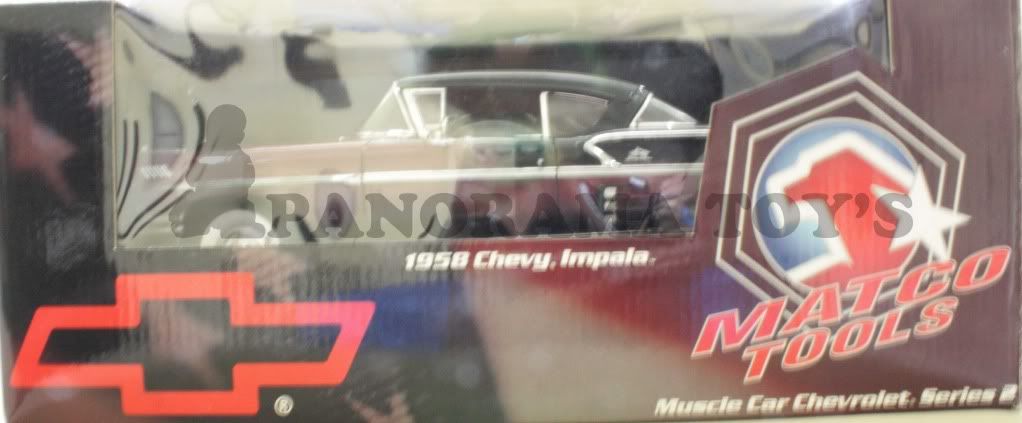 PANORAMA TOY'S
1958 Chevy, Impala
MATCO
TOOLS
®
Muscle Car Chevrolet, Series 2